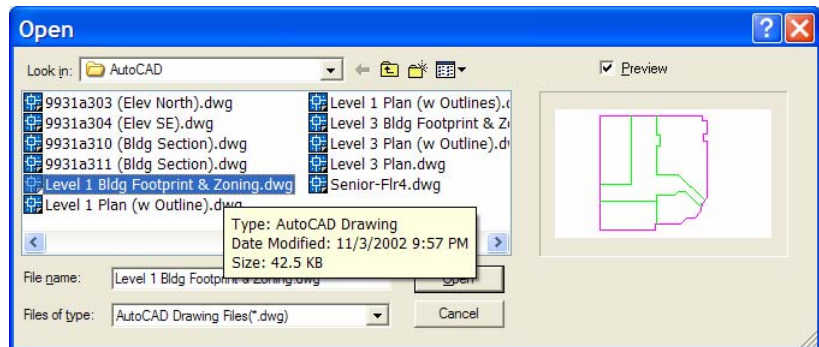 Open
Look in: AutoCAD
Preview
9931a303 (Elev North).dwg
9931a304 (Elev SE).dwg
9931a310 (Bldg Section).dwg
9931a311 (Bldg Section).dwg
Level 1 Bldg Footprint & Zoning.dwg
Level 1 Plan (w Outline).dwg
Level 1 Plan (w Outlines).
Level 3 Bldg Footprint &
Level 3 Plan (w Outline).d
Level 3 Plan.dwg
Senior-Flr4.dwg
Type: AutoCAD Drawing
Date Modified: 11/3/2002 9:57 PM
Size: 42.5 KB
File name: Level 1 Bldg Footprint & Zoning.dwg
Open
Files of type: AutoCAD Drawing Files(*.dwg)
Cancel